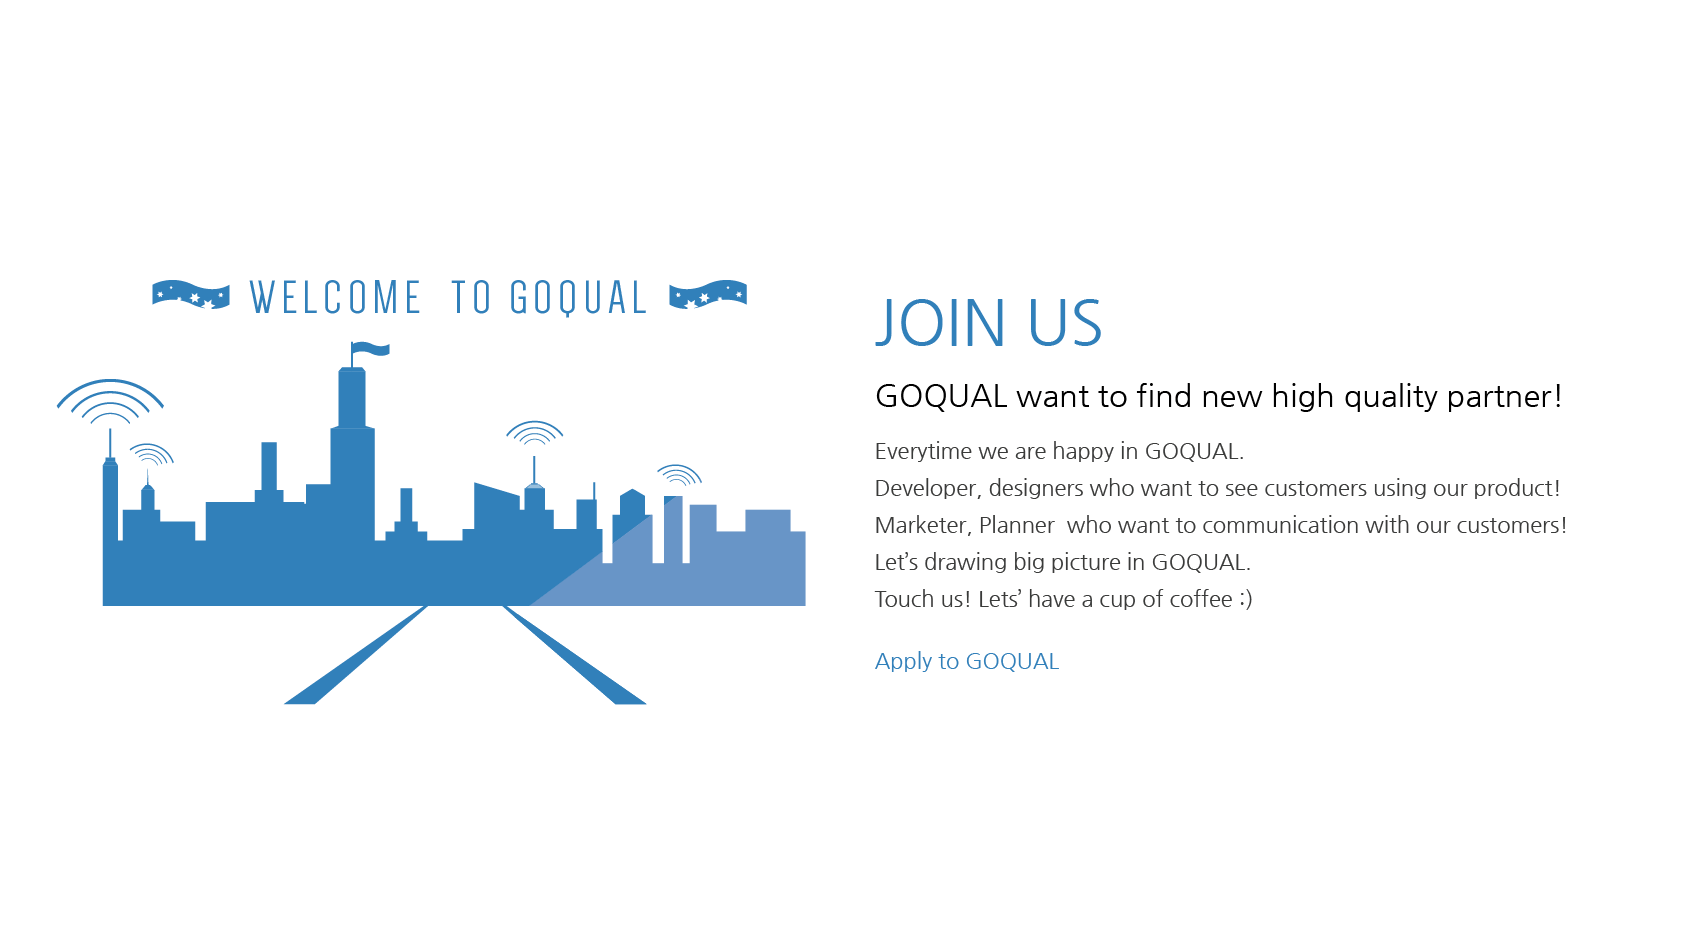 WELCOME TO GOQUAL
JOIN US
GOQUAL want to find new high quality partner!
Everytime we are happy in GOQUAL.
Developer, designers who want to see customers using our product!
Marketer, Planner  who want to communication with our customers!
Let’s drawing big picture in GOQUAL.
Touch us! Lets’ have a cup of coffee :)
Apply to GOQUAL